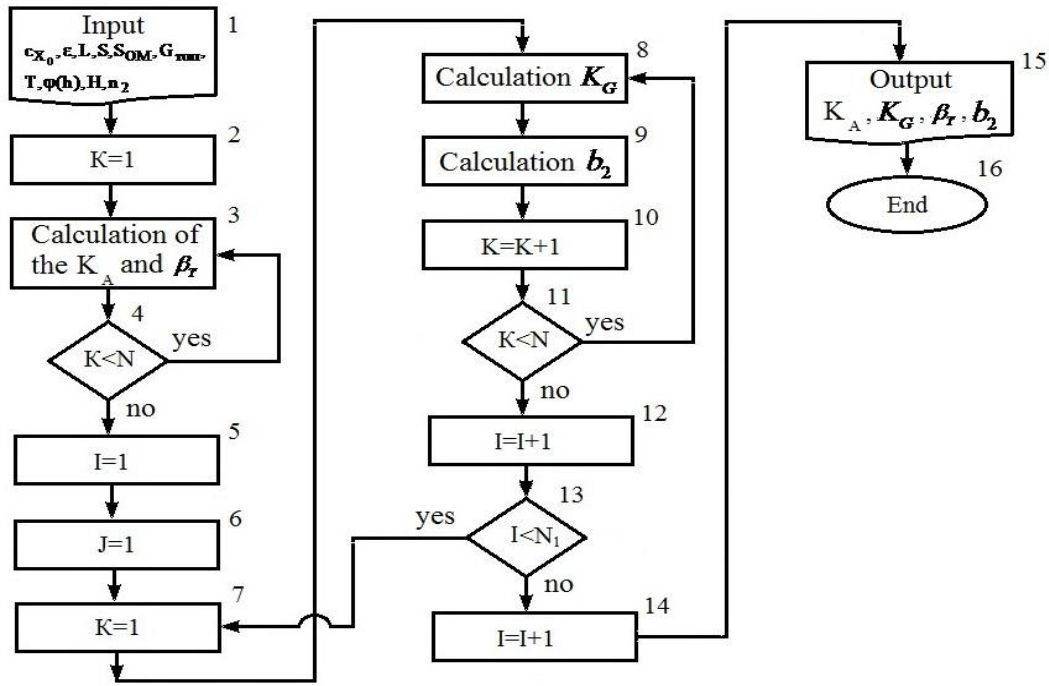 1
Input
εX₀,ε,L,S,S_OM,G
T,φ(h),H,n₂
2
K=1
3
Calculation of
the K_A and β_T
4
K<N
yes
no
5
I=1
6
J=1
7
K=1
8
Calculation K_G
9
Calculation b₂
10
K=K+1
11
K<N
yes
no
12
I=I+1
13
I<N₁
yes
no
14
I=I+1
15
Output
K_A, K_G, β_T, b₂
16
End